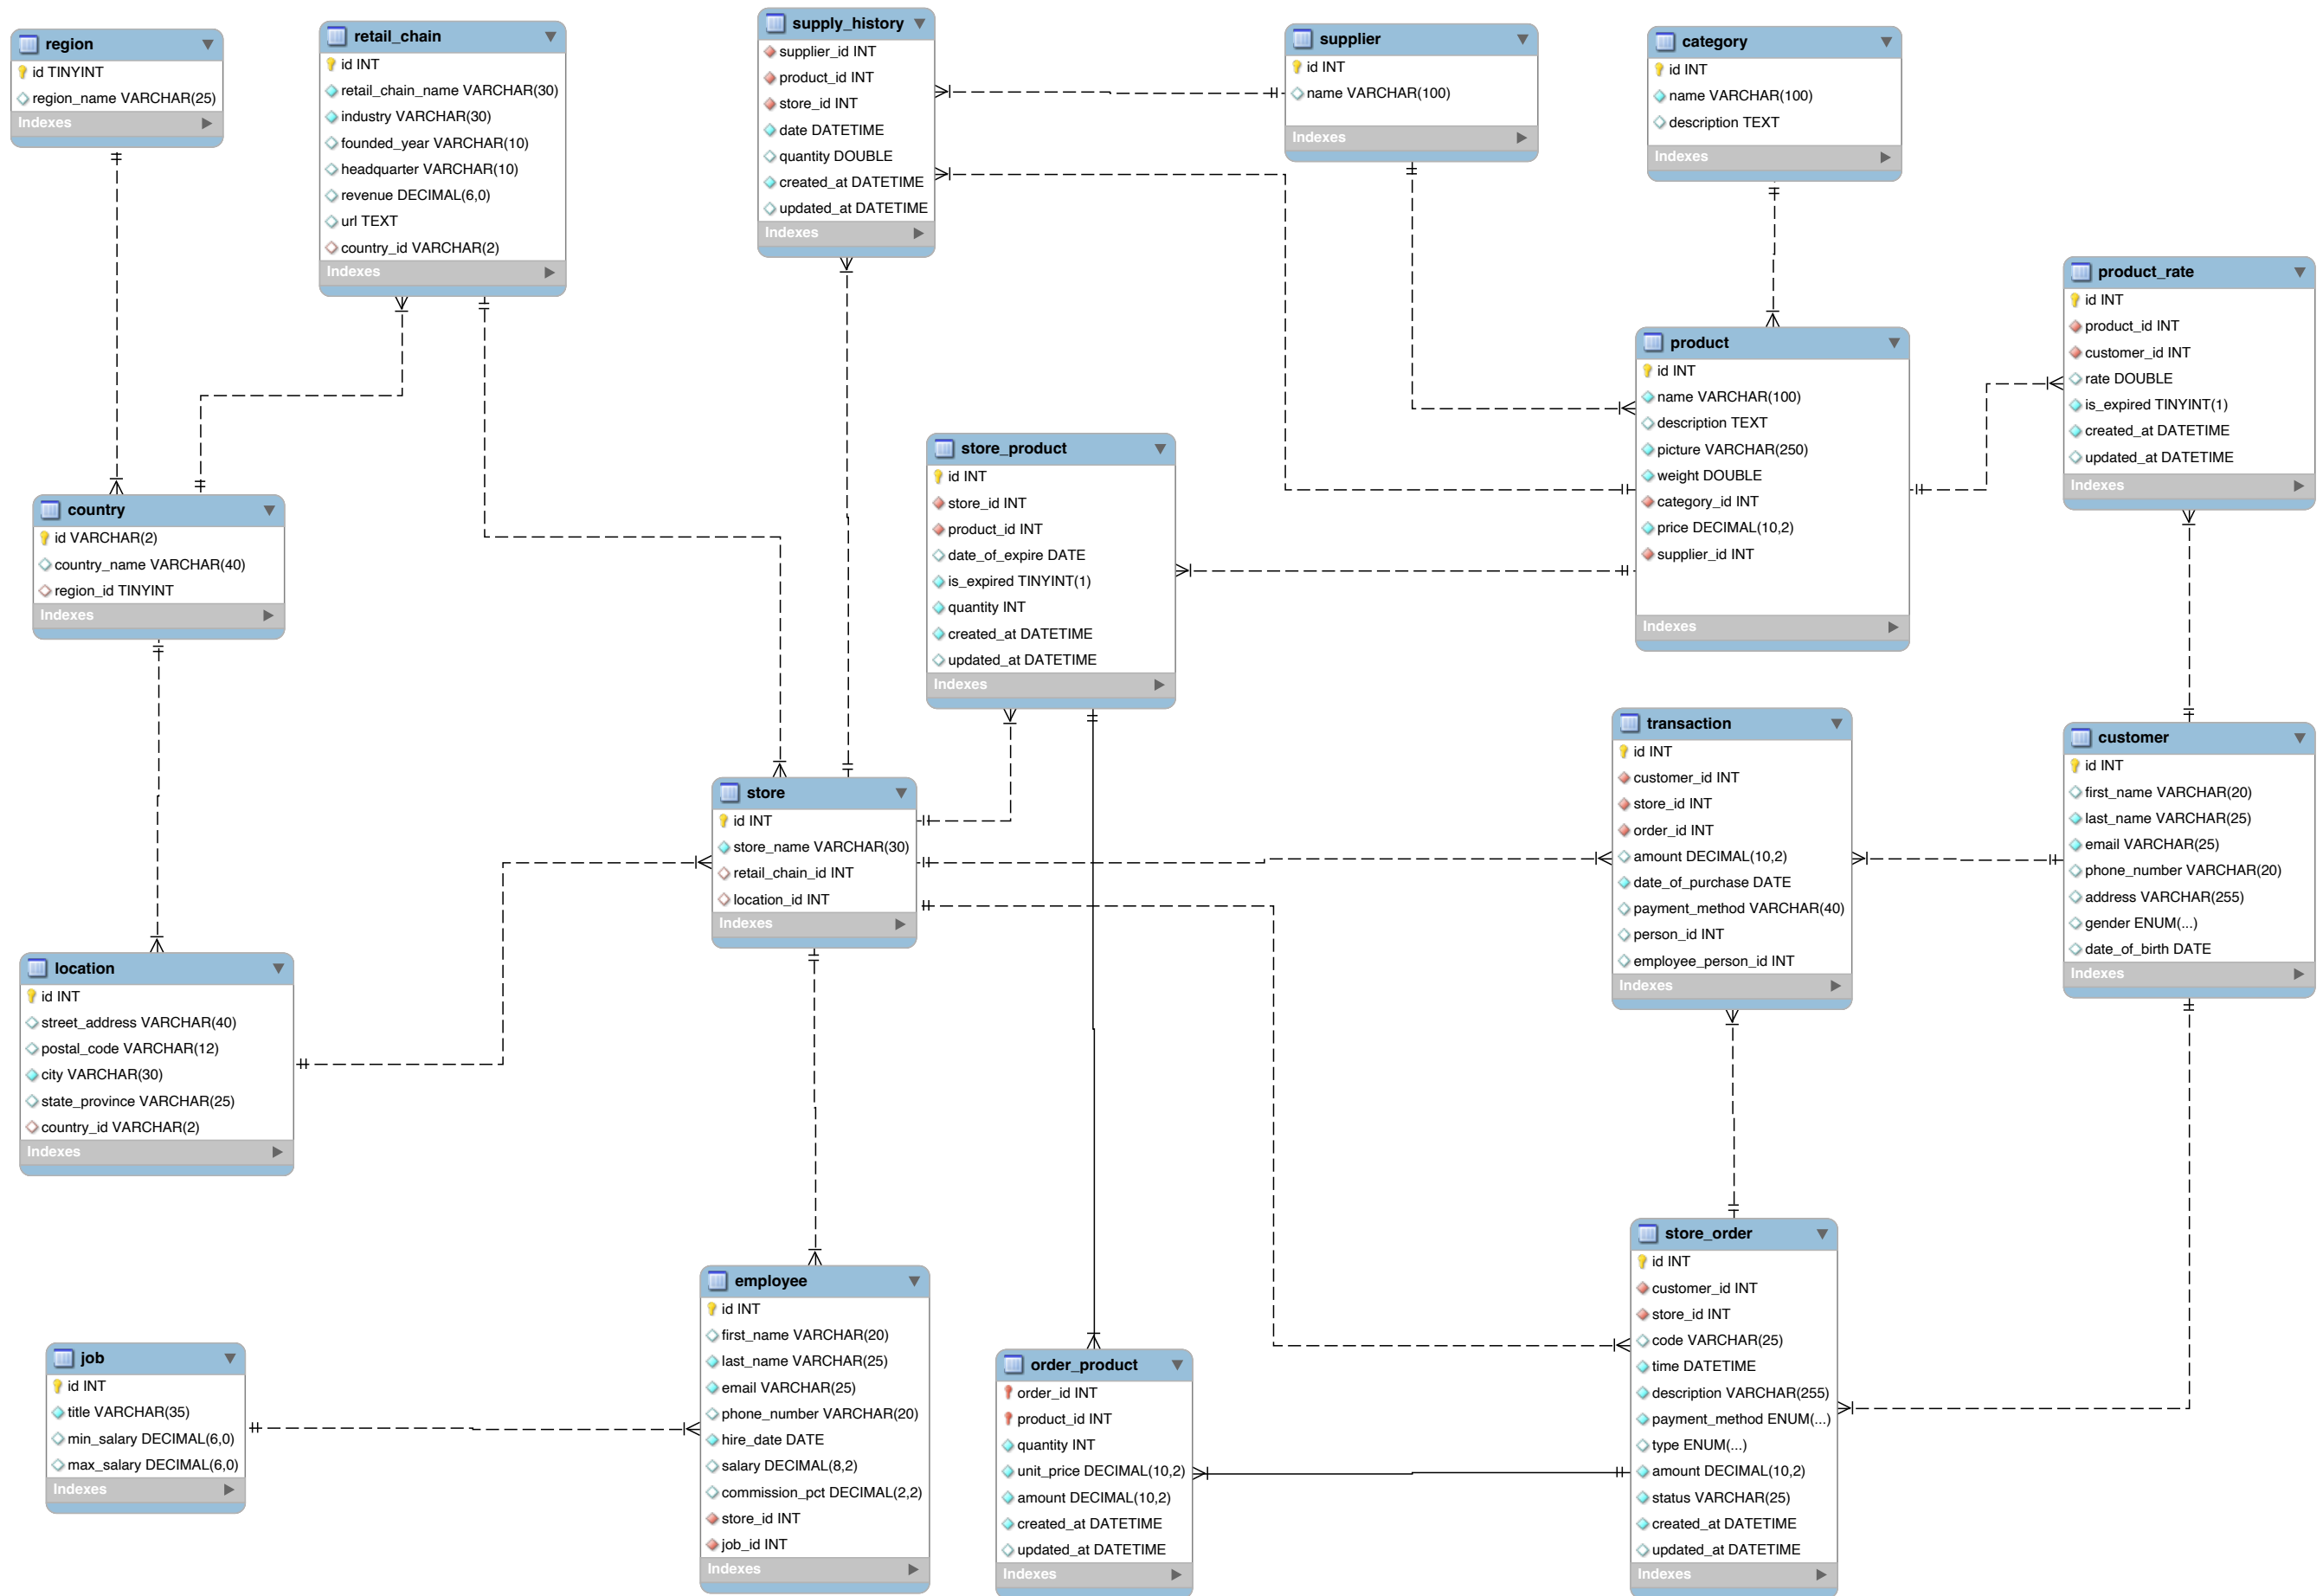 region
id TINYINT
region_name VARCHAR(25)
Indexes
retail_chain
id INT
retail_chain_name VARCHAR(30)
industry VARCHAR(30)
founded_year VARCHAR(10)
headquarter VARCHAR(10)
revenue DECIMAL(6,0)
url TEXT
country_id VARCHAR(2)
Indexes
supply_history
supplier_id INT
product_id INT
store_id INT
date DATETIME
quantity DOUBLE
created_at DATETIME
updated_at DATETIME
Indexes
supplier
id INT
name VARCHAR(100)
Indexes
category
id INT
name VARCHAR(100)
description TEXT
Indexes
product_rate
id INT
product_id INT
customer_id INT
rate DOUBLE
is_expired TINYINT(1)
created_at DATETIME
updated_at DATETIME
Indexes
product
id INT
name VARCHAR(100)
description TEXT
picture VARCHAR(250)
weight DOUBLE
category_id INT
price DECIMAL(10,2)
supplier_id INT
Indexes
store_product
id INT
store_id INT
product_id INT
date_of_expire DATE
is_expired TINYINT(1)
quantity INT
created_at DATETIME
updated_at DATETIME
Indexes
country
id VARCHAR(2)
country_name VARCHAR(40)
region_id TINYINT
Indexes
transaction
id INT
customer_id INT
store_id INT
order_id INT
amount DECIMAL(10,2)
date_of_purchase DATE
payment_method VARCHAR(40)
person_id INT
employee_person_id INT
Indexes
customer
id INT
first_name VARCHAR(20)
last_name VARCHAR(25)
email VARCHAR(25)
phone_number VARCHAR(20)
address VARCHAR(255)
gender ENUM(...)
date_of_birth DATE
Indexes
store
id INT
store_name VARCHAR(30)
retail_chain_id INT
location_id INT
Indexes
location
id INT
street_address VARCHAR(40)
postal_code VARCHAR(12)
city VARCHAR(30)
state_province VARCHAR(25)
country_id VARCHAR(2)
Indexes
store_order
id INT
customer_id INT
store_id INT
code VARCHAR(25)
time DATETIME
description VARCHAR(255)
payment_method ENUM(...)
type ENUM(...)
amount DECIMAL(10,2)
status VARCHAR(25)
created_at DATETIME
updated_at DATETIME
Indexes
employee
id INT
first_name VARCHAR(20)
last_name VARCHAR(25)
email VARCHAR(25)
phone_number VARCHAR(20)
hire_date DATE
salary DECIMAL(8,2)
commission_pct DECIMAL(2,2)
store_id INT
job_id INT
Indexes
job
id INT
title VARCHAR(35)
min_salary DECIMAL(6,0)
max_salary DECIMAL(6,0)
Indexes
order_product
order_id INT
product_id INT
quantity INT
unit_price DECIMAL(10,2)
amount DECIMAL(10,2)
created_at DATETIME
updated_at DATETIME
Indexes